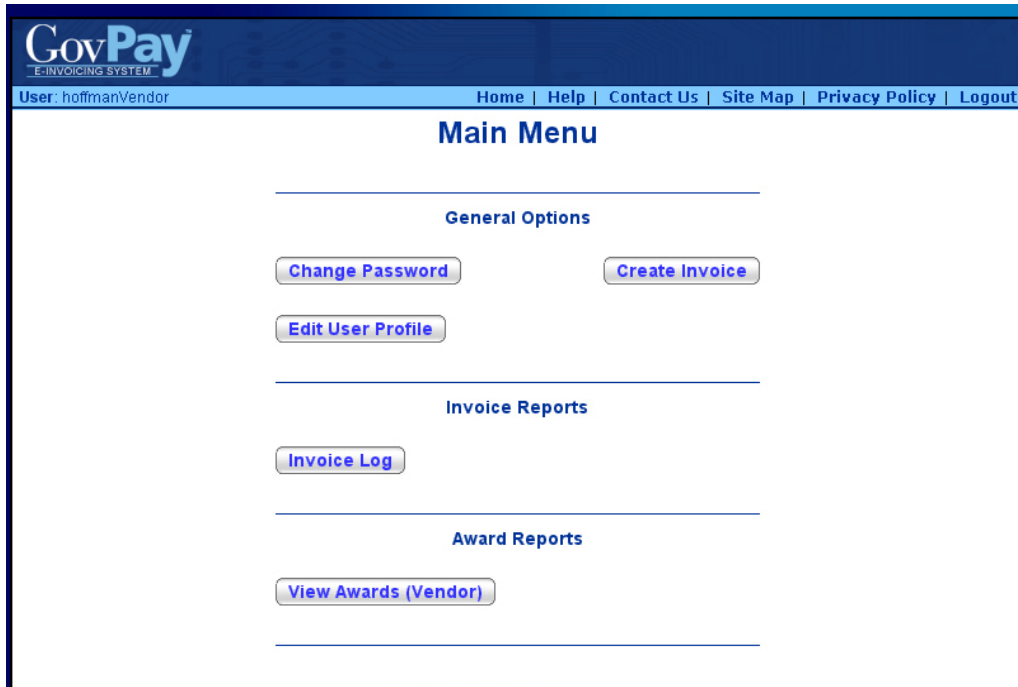 GovPay™
E-INVOICING SYSTEM
User: hoffmanVendor
Home | Help | Contact Us | Site Map | Privacy Policy | Logout
Main Menu
General Options
Change Password
Create Invoice
Edit User Profile
Invoice Reports
Invoice Log
Award Reports
View Awards (Vendor)